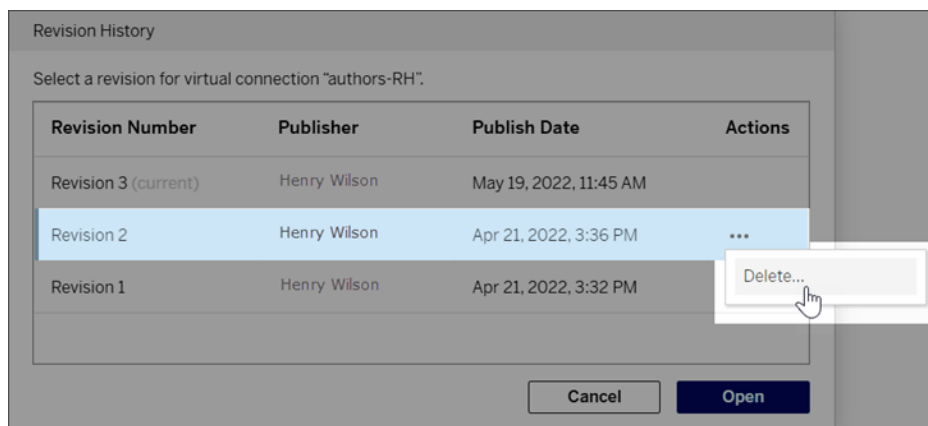 Revision History
Select a revision for virtual connection “authors-RH”.
Revision Number Publisher Publish Date Actions
Revision 3 (current) Henry Wilson May 19, 2022, 11:45 AM
Revision 2 Henry Wilson Apr 21, 2022, 3:36 PM •••
Delete...
Revision 1 Henry Wilson Apr 21, 2022, 3:32 PM
Cancel Open